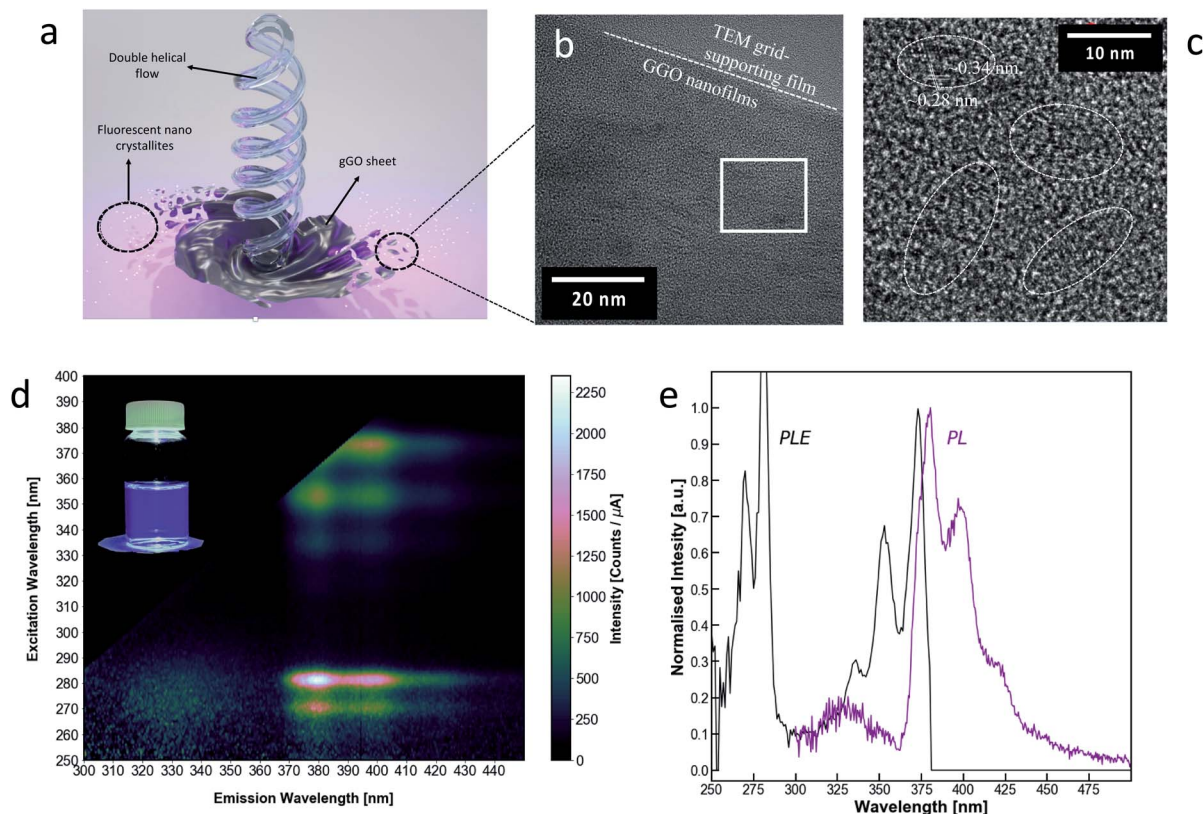 a
Double helical
flow
Fluorescent nano
crystallites
gGO sheet
b
TEM grid-
supporting film
GGO nanofilms
20 nm
c
10 nm
~0.34/nm
~0.28 nm
d
400
390
380
370
360
350
340
330
320
310
300
290
280
270
260
250
Excitation Wavelength [nm]
300 310 320 330 340 350 360 370 380 390 400 410 420 430 440
Emission Wavelength [nm]
2250
2000
1750
1500
1250
1000
750
500
250
0
Intensity [Counts / μA]
e
PLE
PL
1.0
0.9
0.8
0.7
0.6
0.5
0.4
0.3
0.2
0.1
0.0
Normalised Intesity [a.u.]
250 275 300 325 350 375 400 425 450 475
Wavelength [nm]